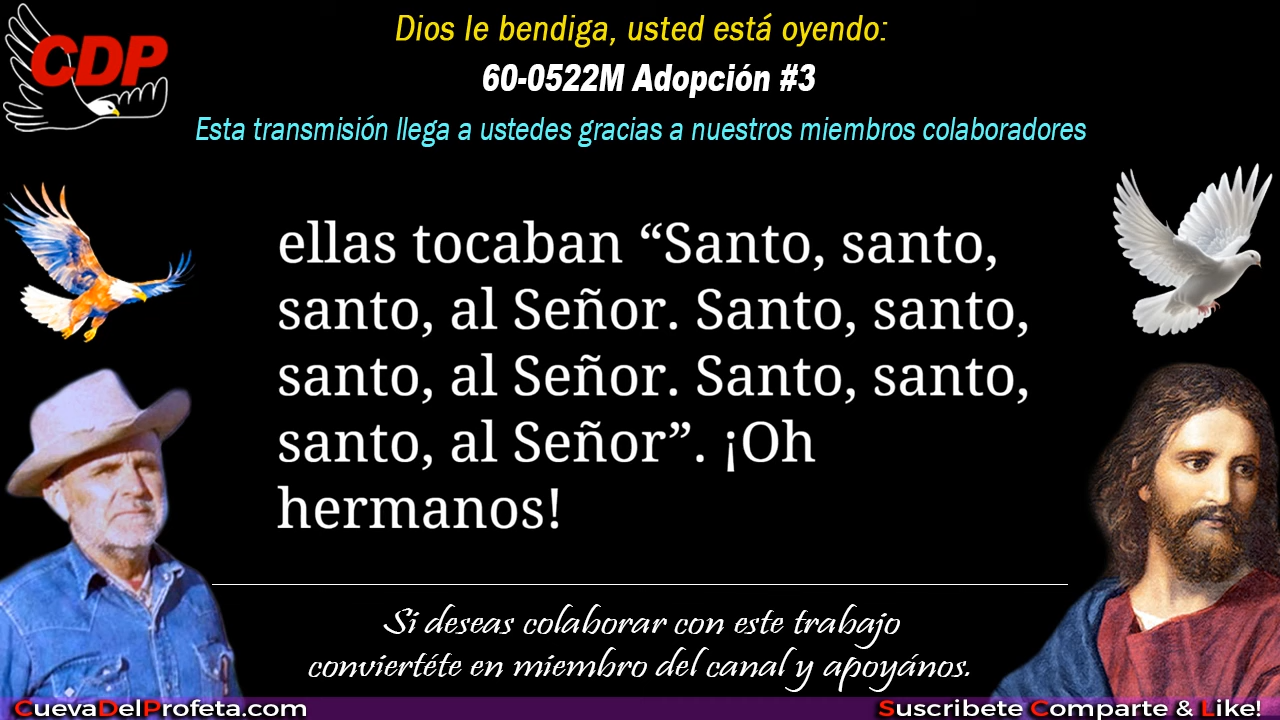 CDP
Dios le bendiga, usted está oyendo:
60-0522M Adopción #3
Esta transmisión llega a ustedes gracias a nuestros miembros colaboradores
ellas tocaban “Santo, santo,
santo, al Señor. Santo, santo,
santo, al Señor. Santo, santo,
santo, al Señor”. ¡Oh
hermanos!
Si deseas colaborar con este trabajo
conviertéte en miembro del canal y apoyános.
CuevaDelProfeta.com
Suscribete Comparte & Like!